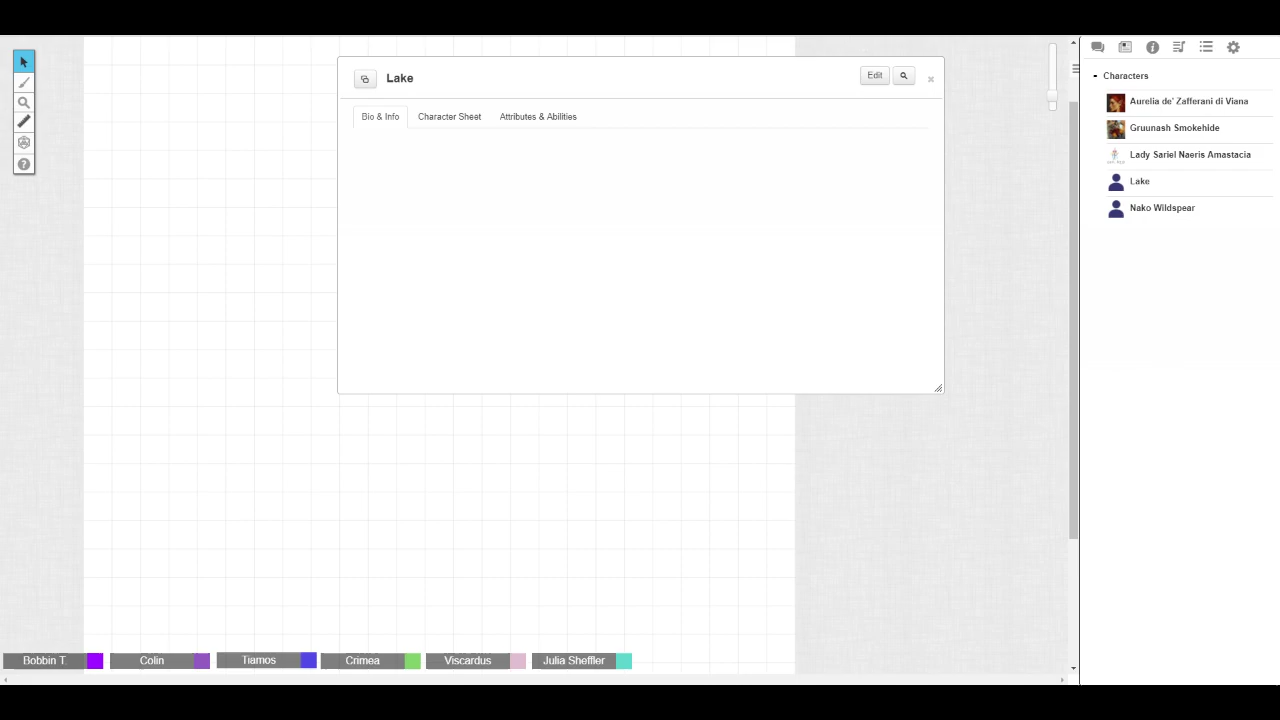 Lake
Edit
Bio & Info
Character Sheet
Attributes & Abilities
Characters
Aurelia de' Zafferani di Viana
Gruunash Smokehide
Lady Sariel Naeris Amastacia
Lake
Nako Wildspear
Bobbin T.
Colin
Tiamos
Crimea
Viscardus
Julia Sheffler